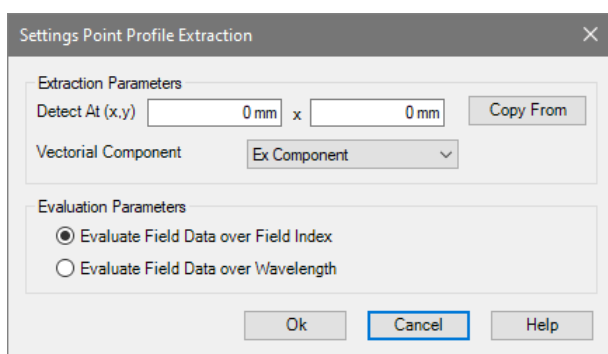 Settings Point Profile Extraction
Extraction Parameters
Detect At (x,y) 0 mm x 0 mm Copy From
Vectorial Component Ex Component
Evaluation Parameters
Evaluate Field Data over Field Index
Evaluate Field Data over Wavelength
Ok Cancel Help